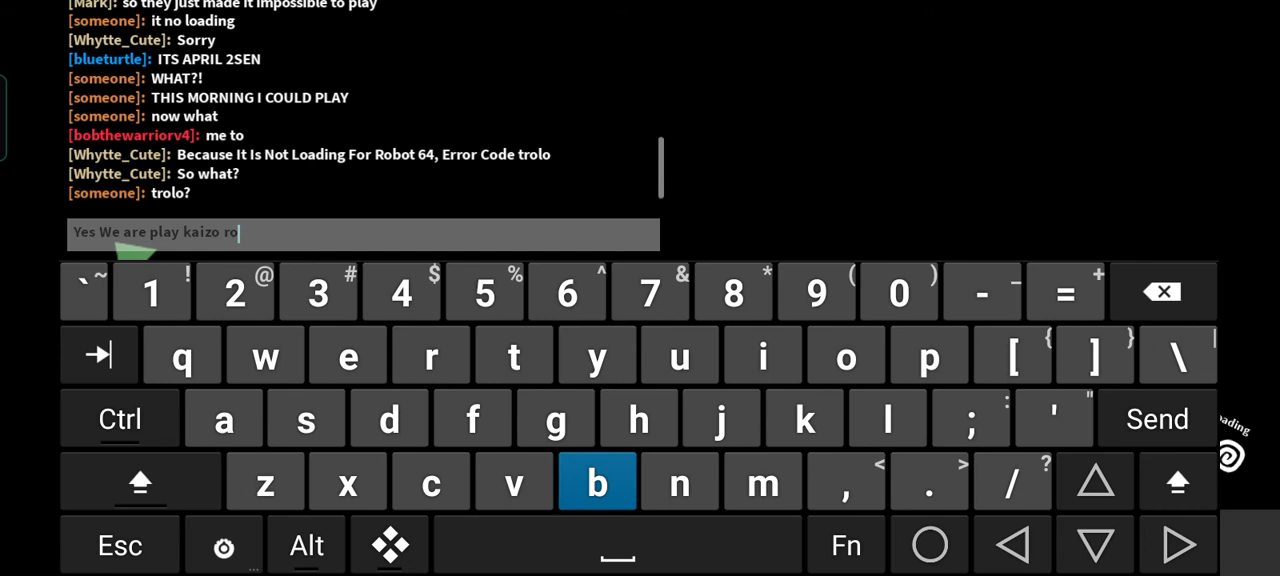 [Mark]: so they just made it impossible to play
[someone]: it no loading
[Whytte_Cute]: Sorry
[blueturtle]: ITS APRIL 2SEN
[someone]: WHAT?!
[someone]: THIS MORNING I COULD PLAY
[someone]: now what
[bobthewarriorv4]: me to
[Whytte_Cute]: Because It Is Not Loading For Robot 64, Error Code trolo
[Whytte_Cute]: So what?
[someone]: trolo?
Yes We are play kaizo ro
` ~ 1 ! 2 @ 3 # 4 $ 5 % 6 ^ 7 & 8 * 9 ( 0 ) - _ = +
q w e r t y u i o p [ { ] } \ |
Ctrl a s d f g h j k l ; : ' " Send
ading
z x c v b n m , < . > / ?
Esc ... Alt Fn